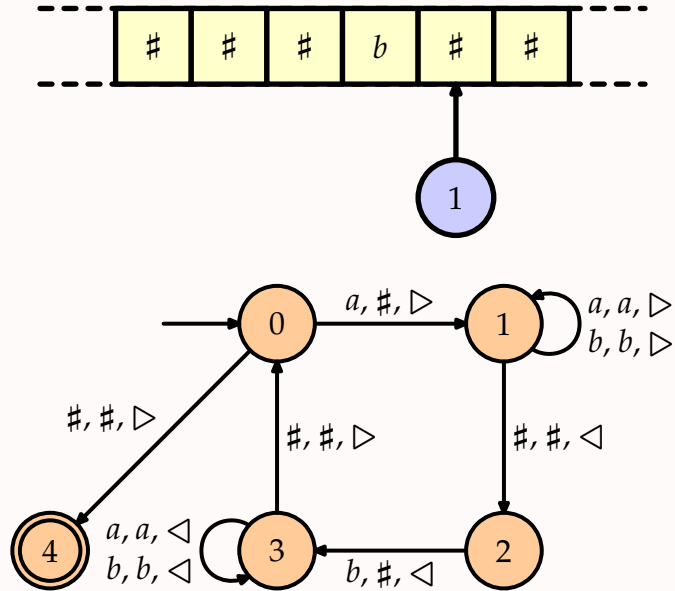 ♯ ♯ ♯ b ♯ ♯
1
a, ♯, ▷
0
1
a, a, ▷
b, b, ▷
♯, ♯, ▷
♯, ♯, ▷
♯, ♯, ◁
a, a, ◁
b, b, ◁
4
3
b, ♯, ◁
2